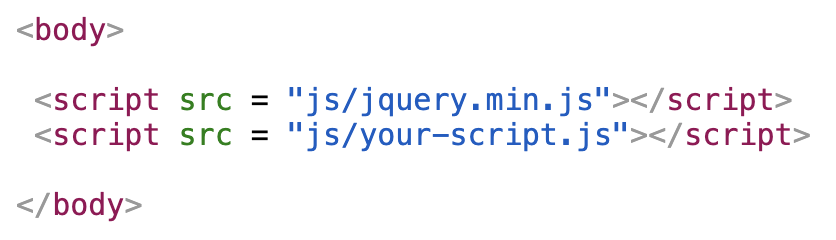 <body>
<script src = "js/jquery.min.js"></script>
<script src = "js/your-script.js"></script>
</body>